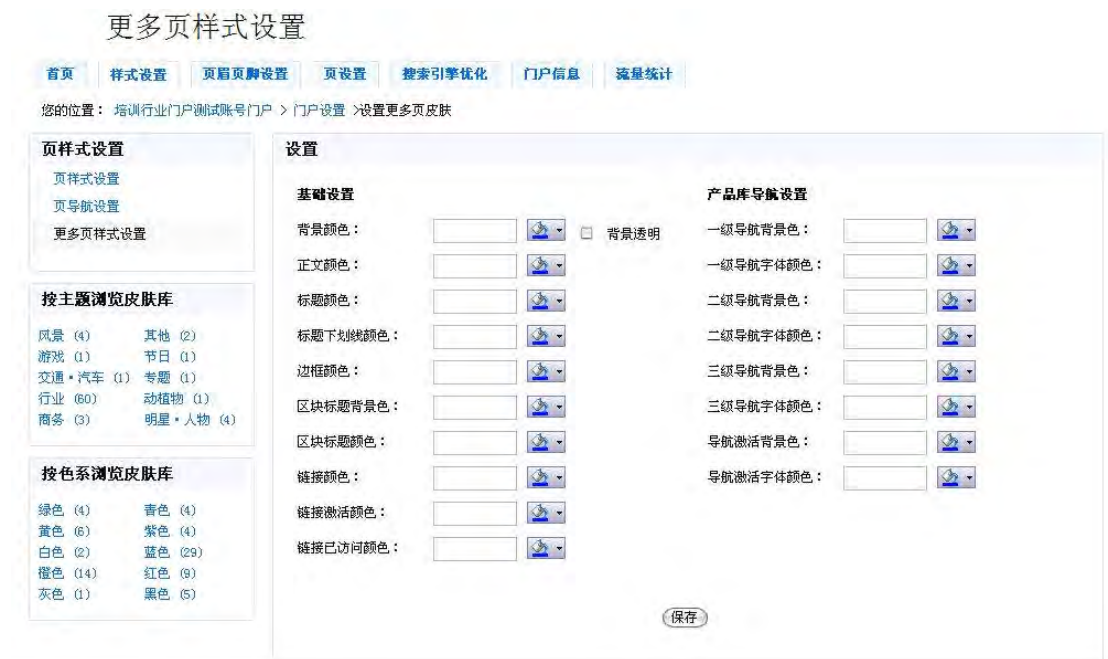 更多页样式设置
首页 样式设置 页眉页脚设置 页设置 搜索引擎优化 门户信息 流量统计
您的位置： 培训行业门户测试账号门户 > 门户设置 >设置更多页皮肤
页样式设置
页样式设置
页导航设置
更多页样式设置
按主题浏览皮肤库
风景 (4) 其他 (2)
游戏 (1) 节日 (1)
交通·汽车 (1) 专题 (1)
行业 (60) 动植物 (1)
商务 (3) 明星·人物 (4)
按色系浏览皮肤库
绿色 (4) 青色 (4)
黄色 (6) 紫色 (4)
白色 (2) 蓝色 (29)
橙色 (14) 红色 (9)
灰色 (1) 黑色 (5)
设置
基础设置
背景颜色： 背景透明
正文颜色：
标题颜色：
标题下划线颜色：
边框颜色：
区块标题背景色：
区块标题颜色：
链接颜色：
链接激活颜色：
链接已访问颜色：
产品库导航设置
一级导航背景色：
一级导航字体颜色：
二级导航背景色：
二级导航字体颜色：
三级导航背景色：
三级导航字体颜色：
导航激活背景色：
导航激活字体颜色：
保存